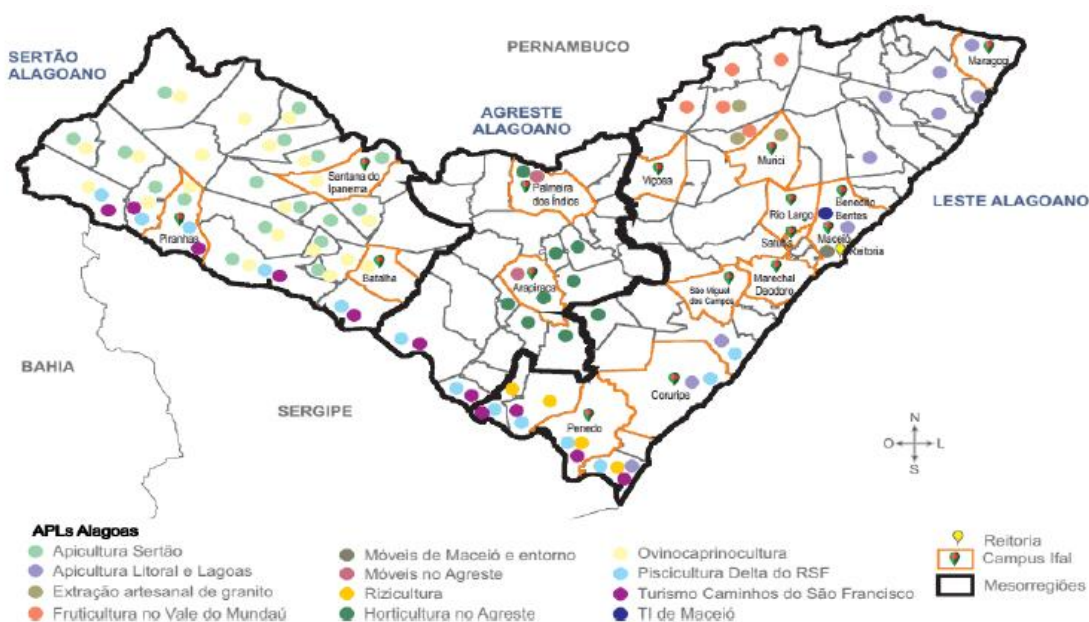 PERNAMBUCO
SERTÃO
ALAGOANO
Maragogi
AGRESTE
ALAGOANO
Murici
Santana do
Ipanema
Viçosa
Palmeira
dos Índios
Benedito
Bentes
LESTE ALAGOANO
Rio Largo
Piranhas
Satuba
Maceió
Reitoria
Batalha
Arapiraca
Marechal
Deodoro
São Miguel
dos Campos
BAHIA
Coruripe
SERGIPE
Penedo
N
O
L
S
APLs Alagoas
Apicultura Sertão
Apicultura Litoral e Lagoas
Extração artesanal de granito
Fruticultura no Vale do Mundaú
Móveis de Maceió e entorno
Móveis no Agreste
Rizicultura
Horticultura no Agreste
Ovinocaprinocultura
Piscicultura Delta do RSF
Turismo Caminhos do São Francisco
TI de Maceió
Reitoria
Campus Ifal
Mesorregiões